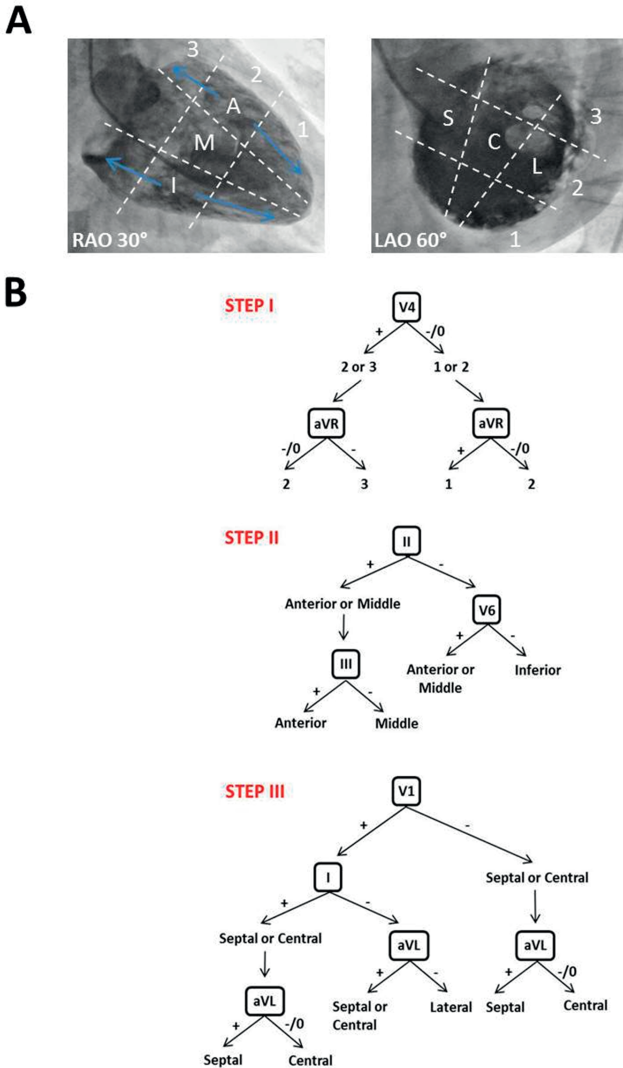 A
3
2
A
1
M
I
RAO 30°
S
3
C
L
2
1
LAO 60°
B
STEP I
V4
+ -/0
2 or 3 1 or 2
aVR aVR
-/0 - + -/0
2 3 1 2
STEP II
II
+ -
Anterior or Middle V6
+ -
III Anterior or Inferior
Middle
+ -
Anterior Middle
STEP III
V1
+ -
I Septal or Central
+ -
Septal or Central aVL aVL
+ - + -/0
aVL Septal or Lateral Septal Central
Central
+ -/0
Septal Central